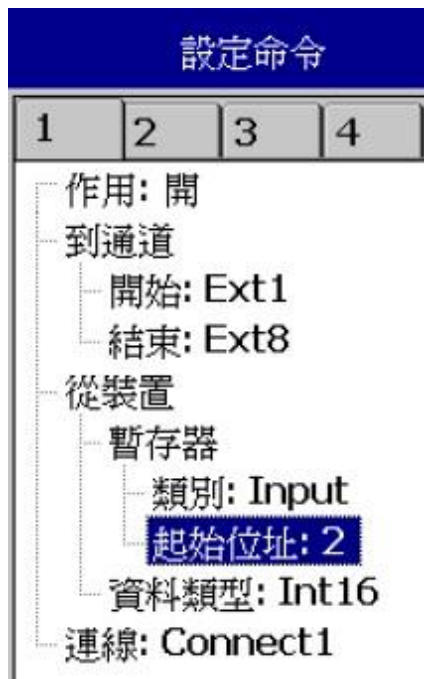 設定命令
1 2 3 4
作用: 開
到通道
開始: Ext1
結束: Ext8
從裝置
暫存器
類別: Input
起始位址: 2
資料類型: Int16
連線: Connect1